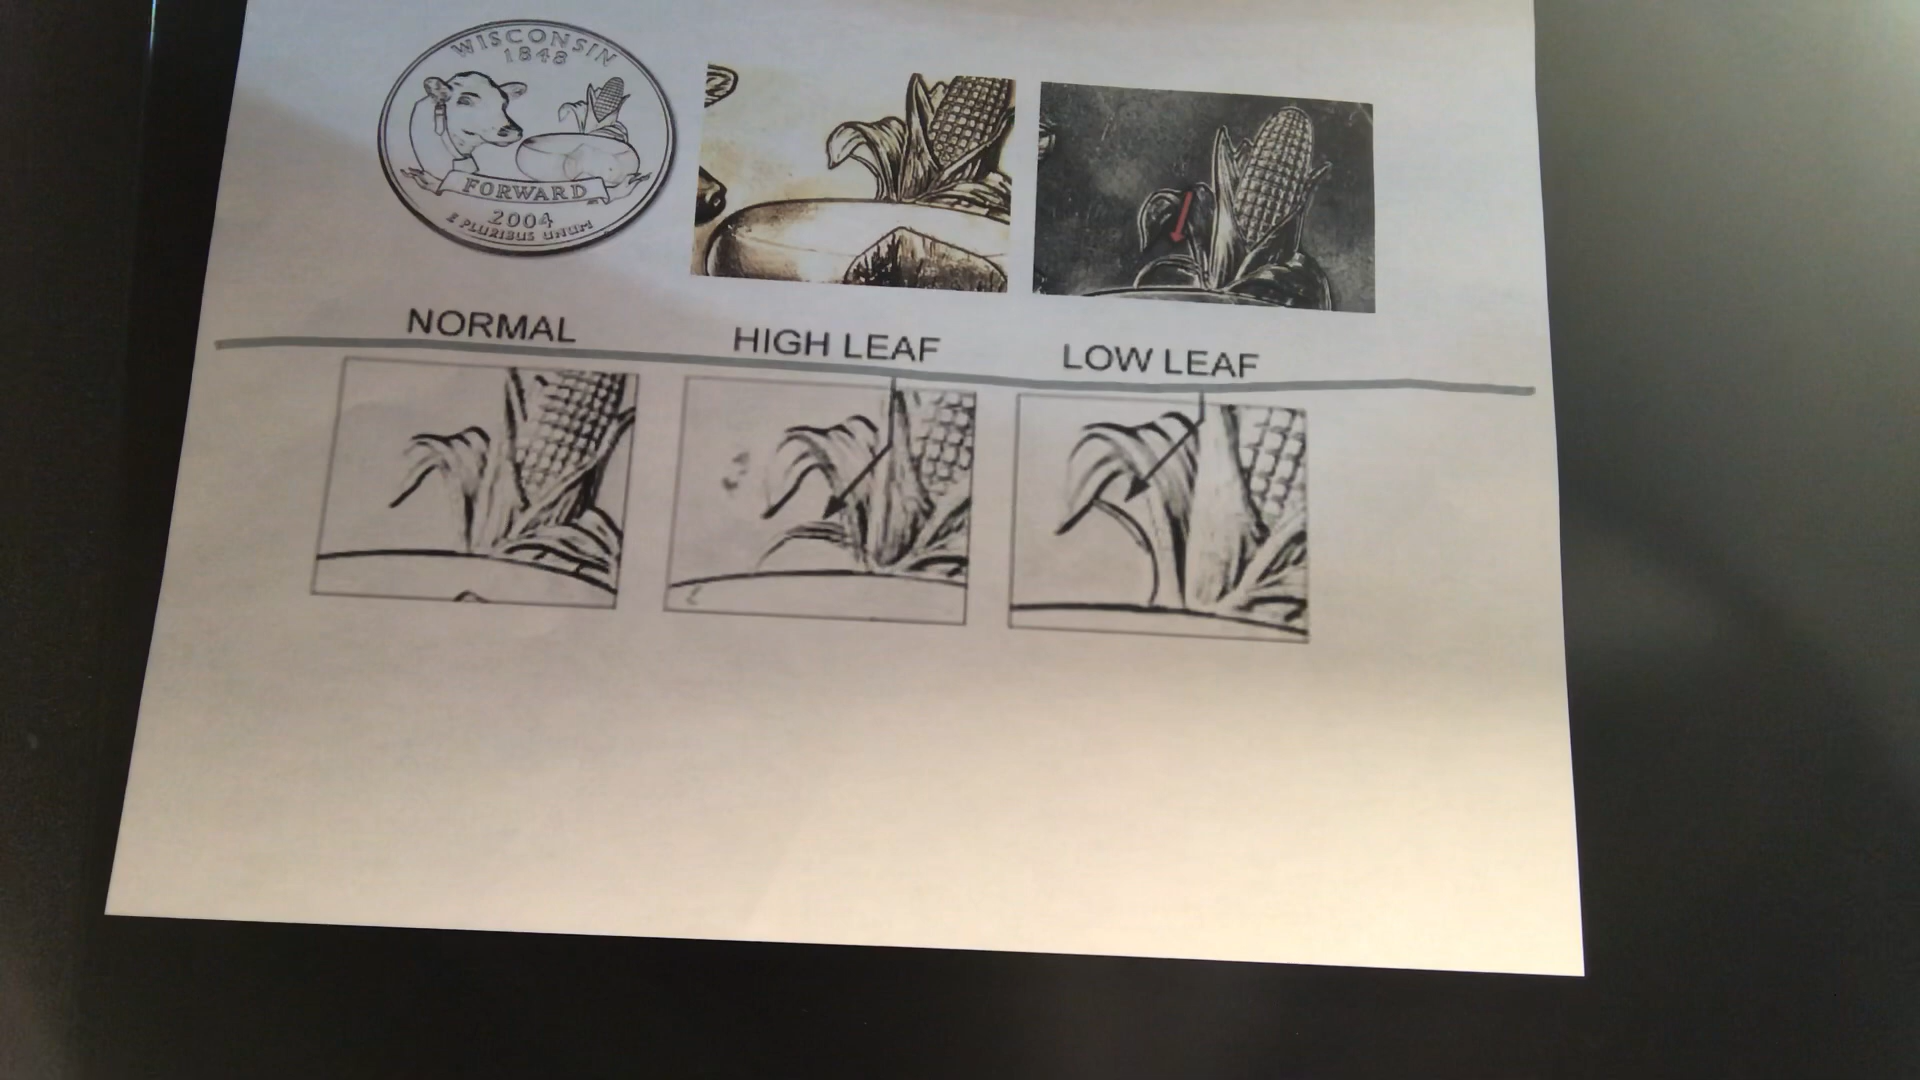 WISCONSIN
1848
FORWARD
2004
E PLURIBUS UNUM
NORMAL
HIGH LEAF
LOW LEAF